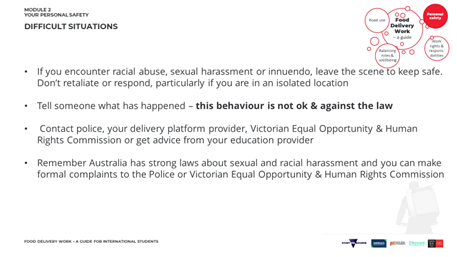 MODULE 2
YOUR PERSONAL SAFETY
DIFFICULT SITUATIONS
Road use
Food
Delivery
Work
– a guide
Personal
safety
Work
rights &
responsi-
bilities
Balancing
roles &
wellbeing
• If you encounter racial abuse, sexual harassment or innuendo, leave the scene to keep safe.
Don’t retaliate or respond, particularly if you are in an isolated location
• Tell someone what has happened – this behaviour is not ok & against the law
• Contact police, your delivery platform provider, Victorian Equal Opportunity & Human
Rights Commission or get advice from your education provider
• Remember Australia has strong laws about sexual and racial harassment and you can make
formal complaints to the Police or Victorian Equal Opportunity & Human Rights Commission
FOOD DELIVERY WORK – A GUIDE FOR INTERNATIONAL STUDENTS